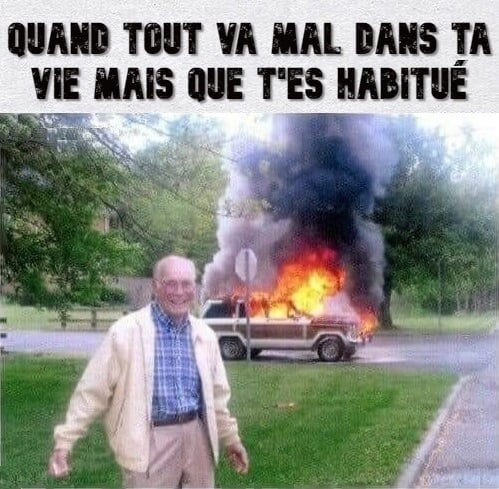 QUAND TOUT VA MAL DANS TA
VIE MAIS QUE T'ES HABITUÉ